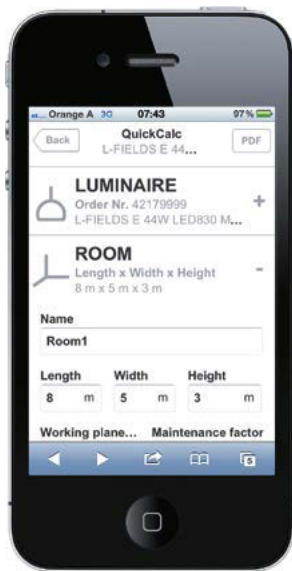 Orange A 3G 07:43 97%
Back QuickCalc PDF
L-FIELDS E 44...
LUMINAIRE
Order Nr. 42179999 +
L-FIELDS E 44W LED830 M...
ROOM
Length x Width x Height -
8 m x 5 m x 3 m
Name
Room1
Length Width Height
8 m 5 m 3 m
Working plane... Maintenance factor
5